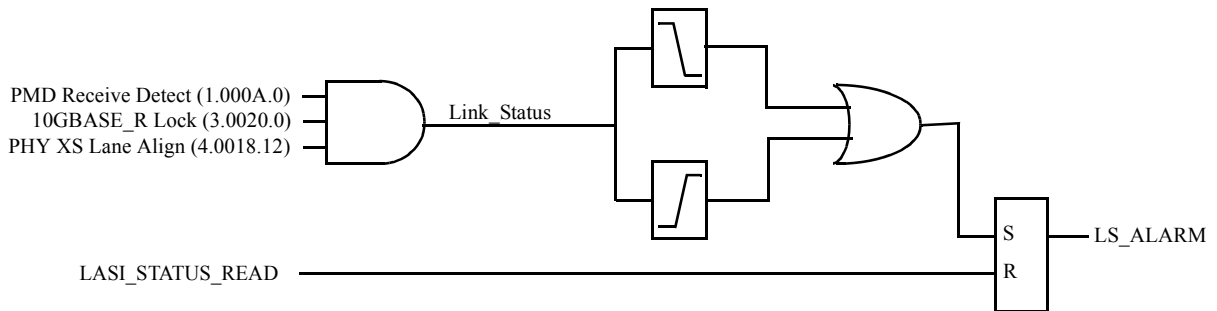 PMD Receive Detect (1.000A.0)
10GBASE_R Lock (3.0020.0)
PHY XS Lane Align (4.0018.12)
Link_Status
S
R
LS_ALARM
LASI_STATUS_READ